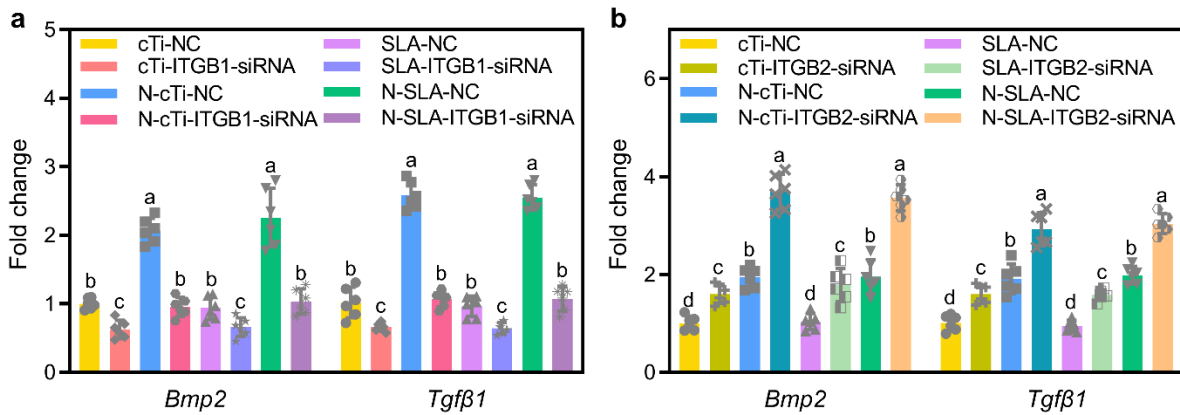 a
5
4
3
2
1
0
Fold change
cTi-NC
cTi-ITGB1-siRNA
N-cTi-NC
N-cTi-ITGB1-siRNA
SLA-NC
SLA-ITGB1-siRNA
N-SLA-NC
N-SLA-ITGB1-siRNA
b c a b b c a b
b c a b b c a b
Bmp2 Tgfβ1
b
6
4
2
0
Fold change
cTi-NC
cTi-ITGB2-siRNA
N-cTi-NC
N-cTi-ITGB2-siRNA
SLA-NC
SLA-ITGB2-siRNA
N-SLA-NC
N-SLA-ITGB2-siRNA
d c b a d c b a
d c b a d c b a
Bmp2 Tgfβ1